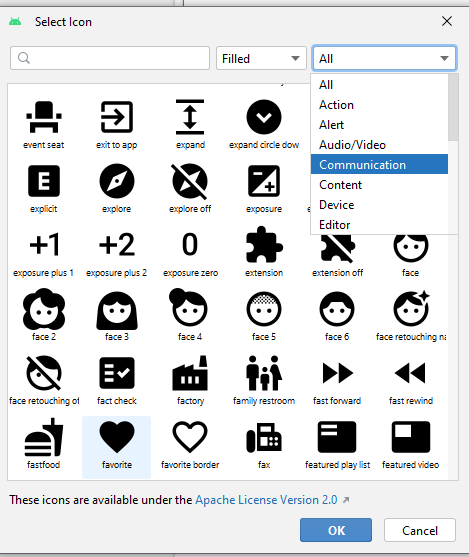 Select Icon
Filled
All
All
Action
Alert
Audio/Video
Communication
Content
Device
Editor
event seat
exit to app
expand
expand circle dow
explicit
explore
explore off
exposure
exposure plus 1
exposure plus 2
exposure zero
extension
extension off
face
face 2
face 3
face 4
face 5
face 6
face retouching na
face retouching of
fact check
factory
family restroom
fast forward
fast rewind
fastfood
favorite
favorite border
fax
featured play list
featured video
These icons are available under the Apache License Version 2.0
OK
Cancel